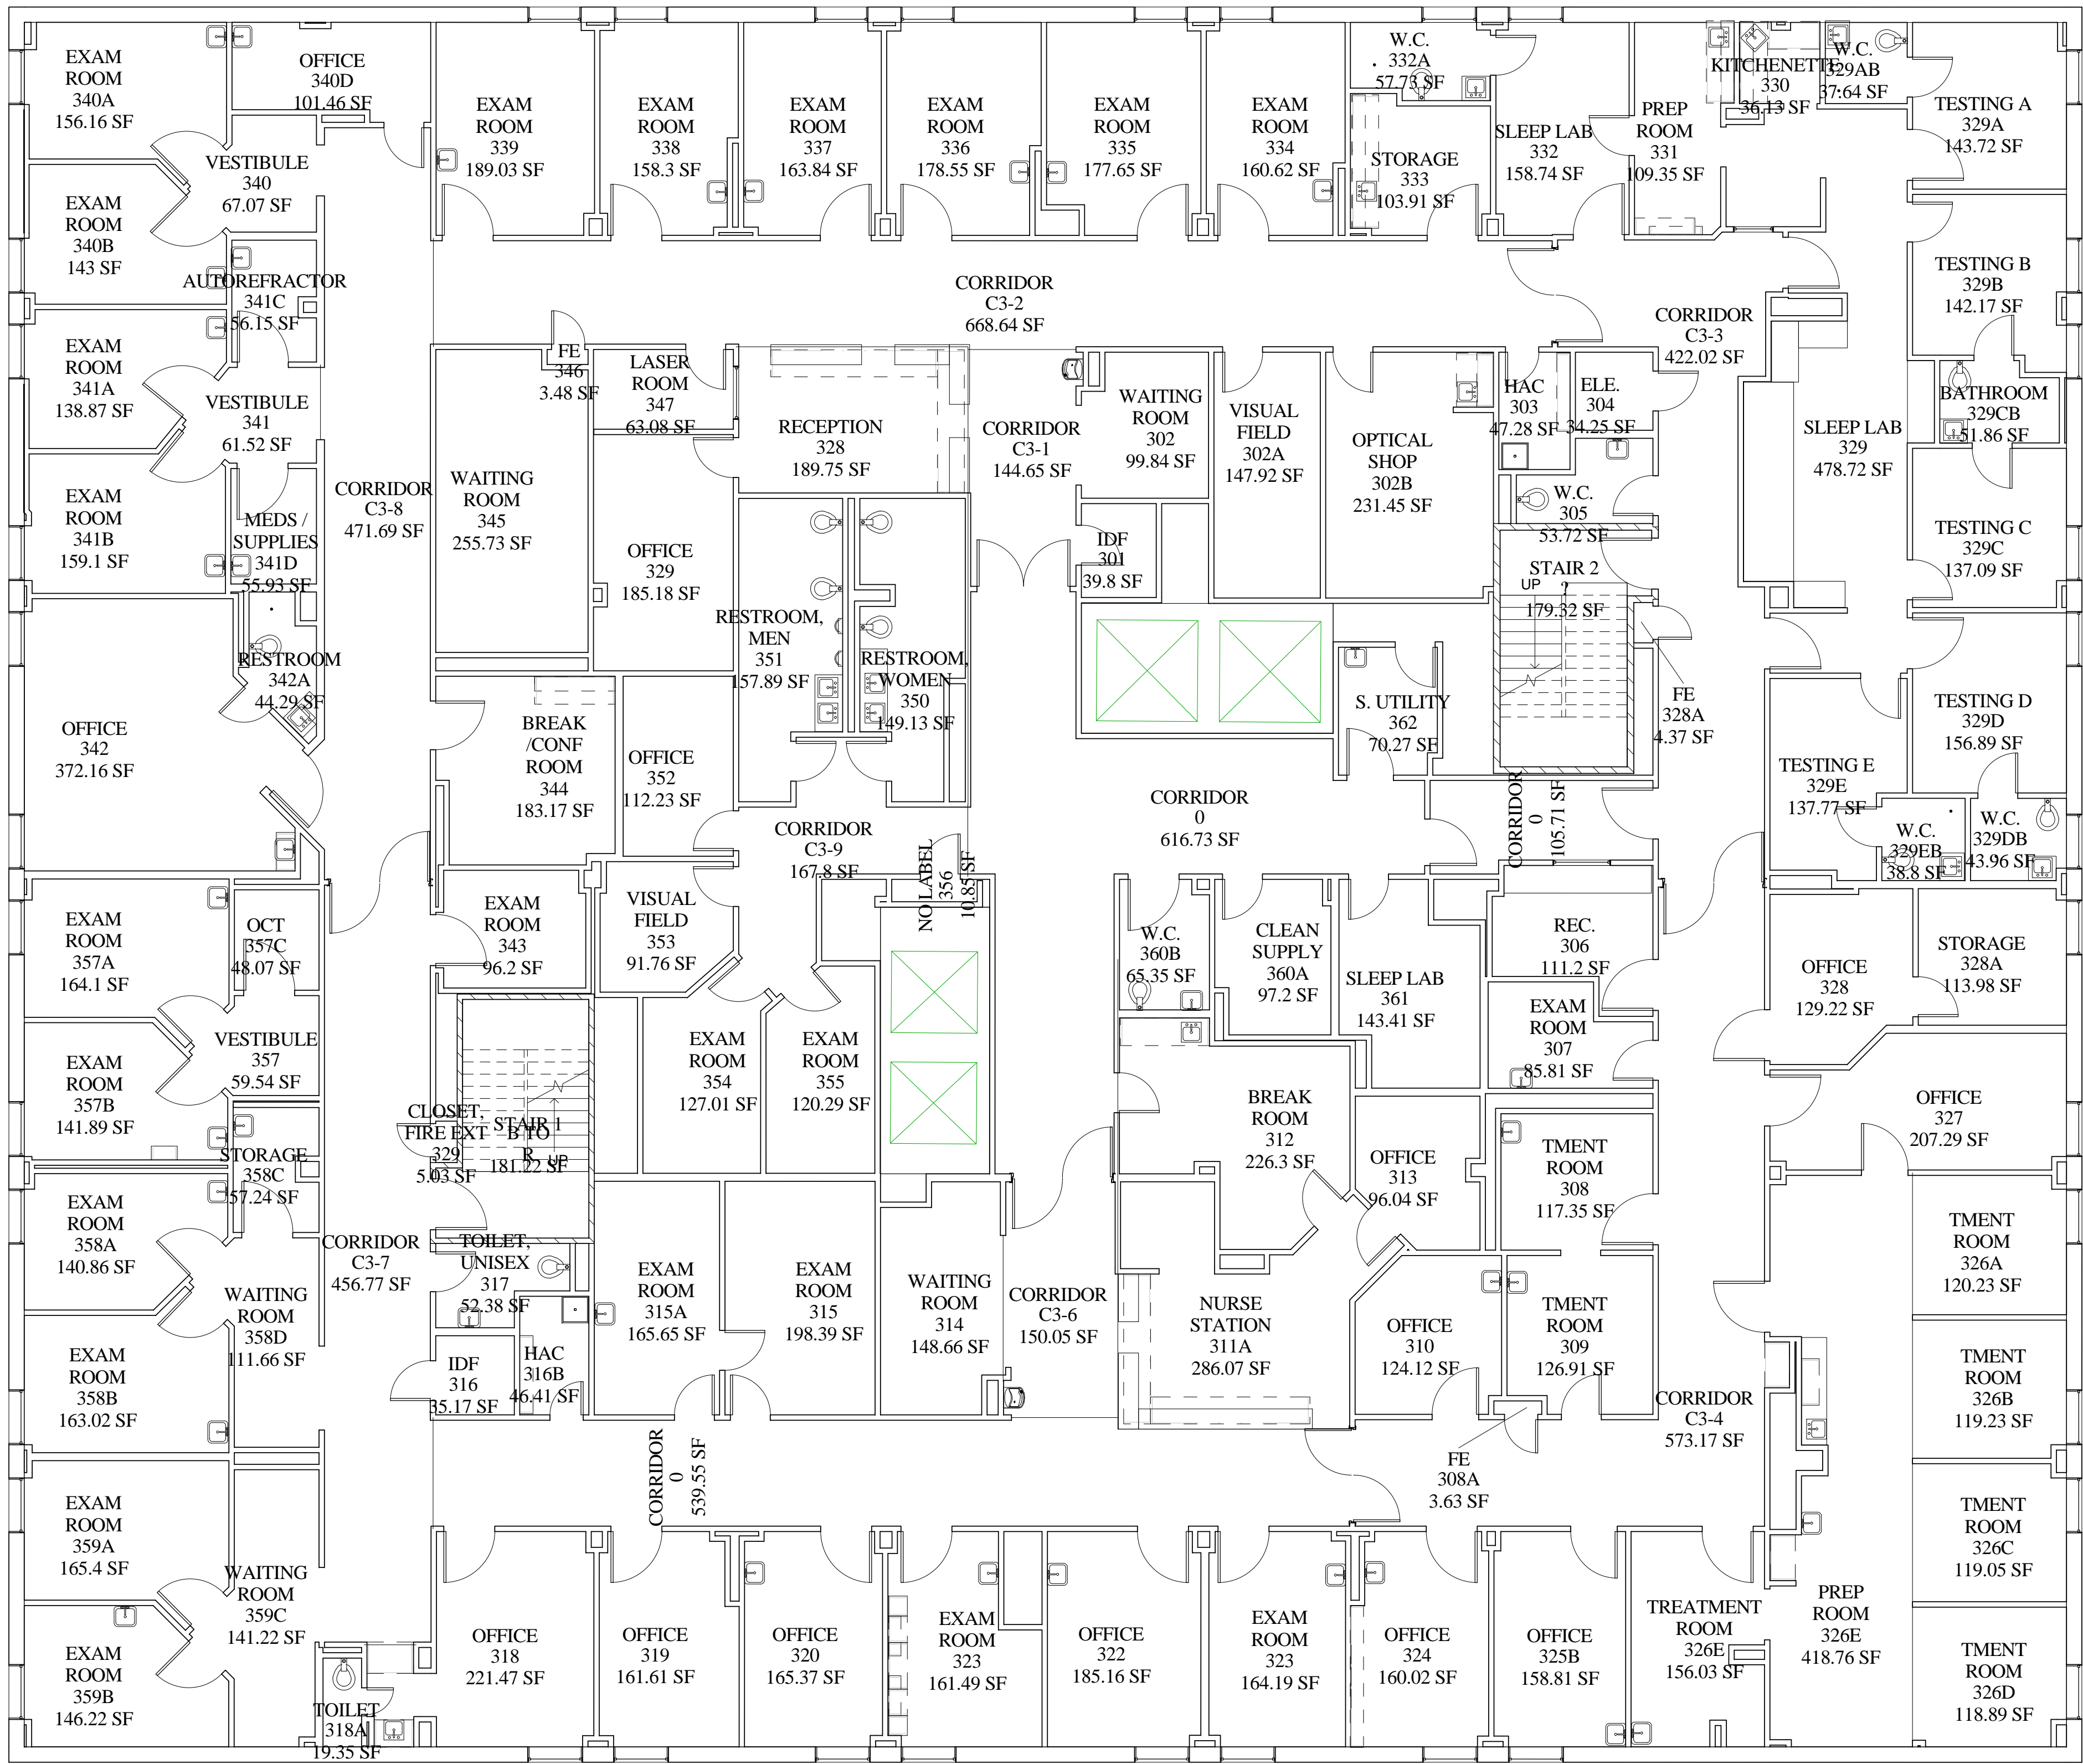 EXAM
ROOM
340A
156.16 SF
OFFICE
340D
101.46 SF
EXAM
ROOM
339
189.03 SF
EXAM
ROOM
338
158.3 SF
EXAM
ROOM
337
163.84 SF
EXAM
ROOM
336
178.55 SF
EXAM
ROOM
335
177.65 SF
EXAM
ROOM
334
160.62 SF
W.C.
332A
57.73 SF
STORAGE
333
103.91 SF
SLEEP LAB
332
158.74 SF
PREP
ROOM
331
109.35 SF
KITCHENETTE
330
36.13 SF
W.C.
329AB
37.64 SF
TESTING A
329A
143.72 SF
VESTIBULE
340
67.07 SF
EXAM
ROOM
340B
143 SF
AUTOREFRACTOR
341C
56.15 SF
CORRIDOR
C3-2
668.64 SF
CORRIDOR
C3-3
422.02 SF
TESTING B
329B
142.17 SF
EXAM
ROOM
341A
138.87 SF
VESTIBULE
341
61.52 SF
FE
346
3.48 SF
LASER
ROOM
347
63.08 SF
RECEPTION
328
189.75 SF
CORRIDOR
C3-1
144.65 SF
WAITING
ROOM
302
99.84 SF
VISUAL
FIELD
302A
147.92 SF
OPTICAL
SHOP
302B
231.45 SF
HAC
303
47.28 SF
ELE.
304
34.25 SF
SLEEP LAB
329
478.72 SF
BATHROOM
329CB
51.86 SF
EXAM
ROOM
341B
159.1 SF
MEDS /
SUPPLIES
341D
55.93 SF
CORRIDOR
C3-8
471.69 SF
WAITING
ROOM
345
255.73 SF
OFFICE
329
185.18 SF
IDF
301
39.8 SF
W.C.
305
53.72 SF
STAIR 2
?
179.32 SF
UP
TESTING C
329C
137.09 SF
RESTROOM,
MEN
351
157.89 SF
RESTROOM,
WOMEN
350
149.13 SF
RESTROOM
342A
44.29 SF
OFFICE
342
372.16 SF
BREAK
/CONF
ROOM
344
183.17 SF
OFFICE
352
112.23 SF
S. UTILITY
362
70.27 SF
FE
328A
4.37 SF
TESTING D
329D
156.89 SF
TESTING E
329E
137.77 SF
CORRIDOR
0
616.73 SF
CORRIDOR
0
105.71 SF
W.C.
329EB
38.8 SF
W.C.
329DB
43.96 SF
CORRIDOR
C3-9
167.8 SF
NO LABEL
356
10.85 SF
EXAM
ROOM
357A
164.1 SF
OCT
357C
48.07 SF
EXAM
ROOM
343
96.2 SF
VISUAL
FIELD
353
91.76 SF
W.C.
360B
65.35 SF
CLEAN
SUPPLY
360A
97.2 SF
SLEEP LAB
361
143.41 SF
REC.
306
111.2 SF
OFFICE
328
129.22 SF
STORAGE
328A
113.98 SF
VESTIBULE
357
59.54 SF
EXAM
ROOM
357B
141.89 SF
EXAM
ROOM
354
127.01 SF
EXAM
ROOM
355
120.29 SF
EXAM
ROOM
307
85.81 SF
OFFICE
327
207.29 SF
CLOSET,
FIRE EXT
329
5.03 SF
STAIR 1
B TO
R
181.22 SF
UP
BREAK
ROOM
312
226.3 SF
OFFICE
313
96.04 SF
TMENT
ROOM
308
117.35 SF
STORAGE
358C
57.24 SF
EXAM
ROOM
358A
140.86 SF
CORRIDOR
C3-7
456.77 SF
TOILET,
UNISEX
317
52.38 SF
EXAM
ROOM
315A
165.65 SF
EXAM
ROOM
315
198.39 SF
WAITING
ROOM
314
148.66 SF
CORRIDOR
C3-6
150.05 SF
NURSE
STATION
311A
286.07 SF
OFFICE
310
124.12 SF
TMENT
ROOM
309
126.91 SF
TMENT
ROOM
326A
120.23 SF
WAITING
ROOM
358D
111.66 SF
EXAM
ROOM
358B
163.02 SF
IDF
316
35.17 SF
HAC
316B
46.41 SF
CORRIDOR
C3-4
573.17 SF
TMENT
ROOM
326B
119.23 SF
CORRIDOR
0
539.55 SF
FE
308A
3.63 SF
EXAM
ROOM
359A
165.4 SF
WAITING
ROOM
359C
141.22 SF
TMENT
ROOM
326C
119.05 SF
EXAM
ROOM
359B
146.22 SF
TOILET
318A
19.35 SF
OFFICE
318
221.47 SF
OFFICE
319
161.61 SF
OFFICE
320
165.37 SF
EXAM
ROOM
323
161.49 SF
OFFICE
322
185.16 SF
EXAM
ROOM
323
164.19 SF
OFFICE
324
160.02 SF
OFFICE
325B
158.81 SF
TREATMENT
ROOM
326E
156.03 SF
PREP
ROOM
326E
418.76 SF
TMENT
ROOM
326D
118.89 SF